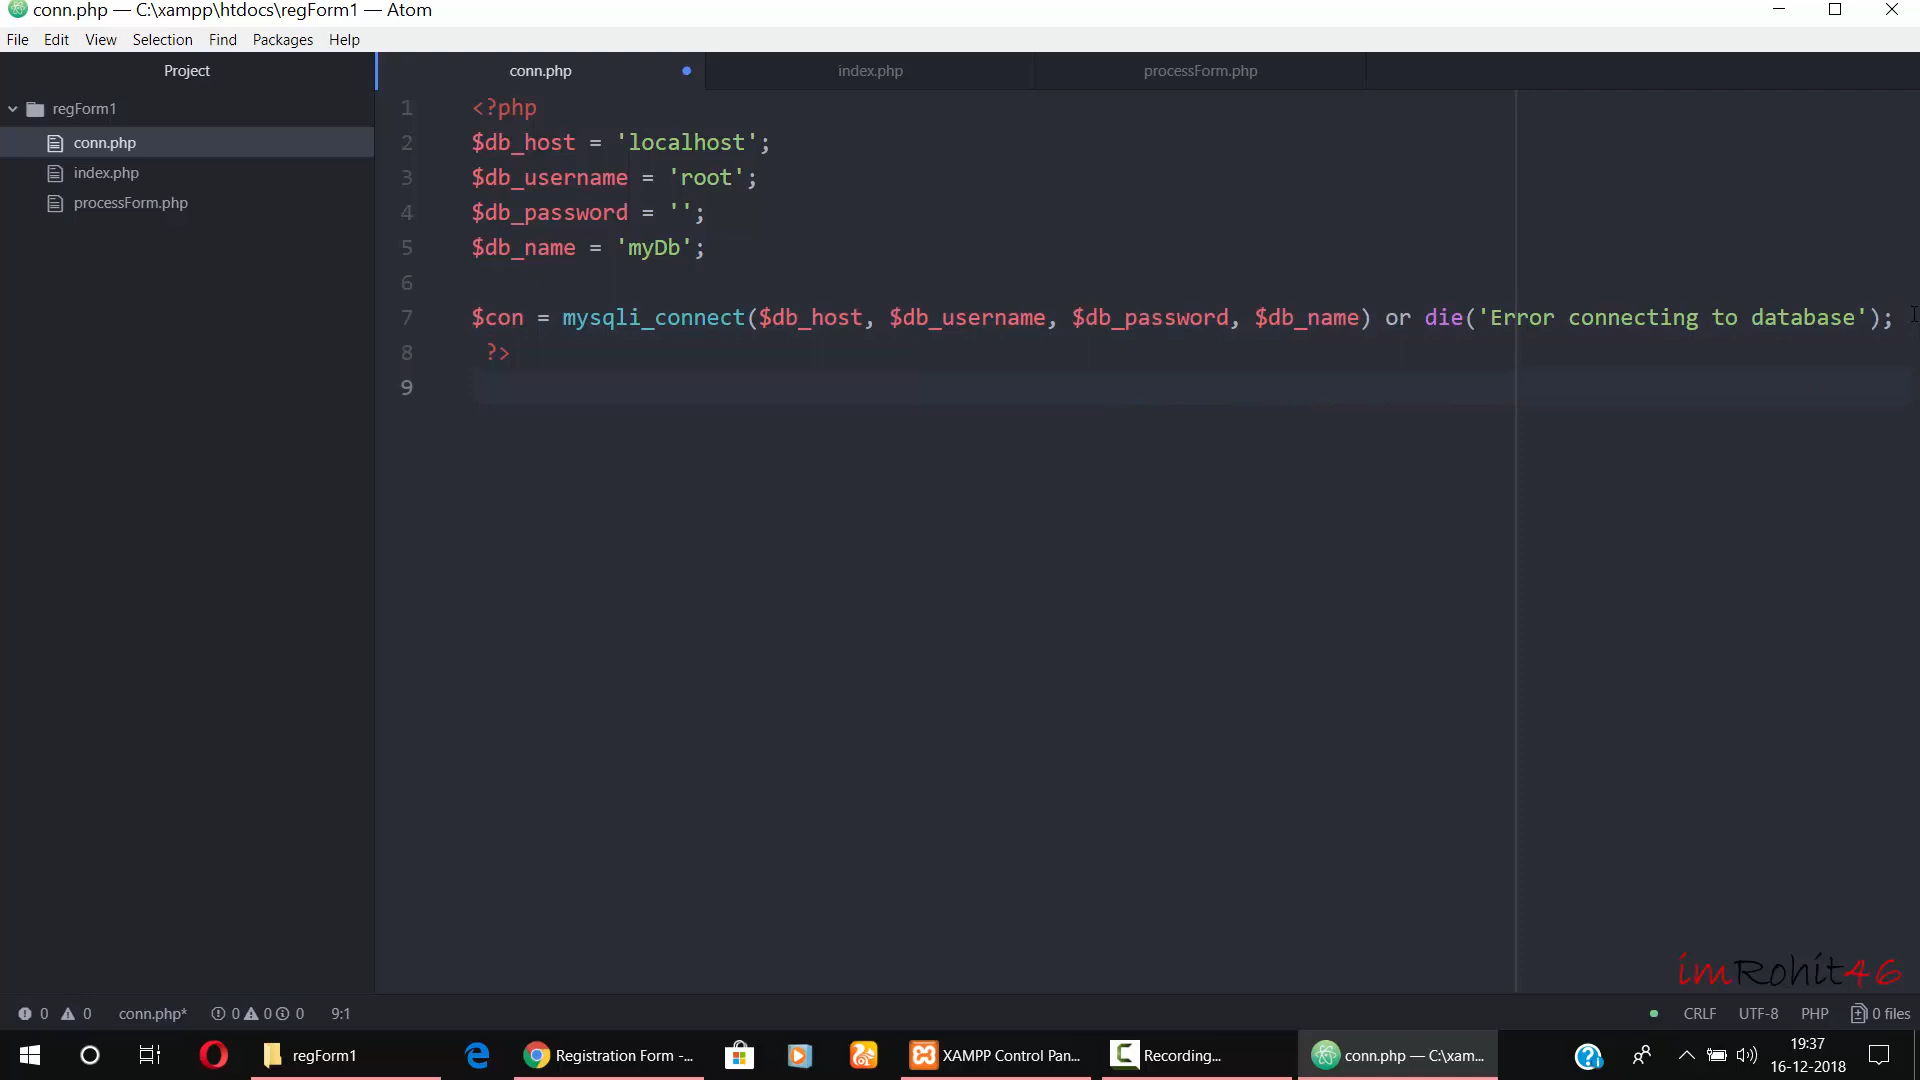 conn.php — C:\xampp\htdocs\regForm1 — Atom
File Edit View Selection Find Packages Help
Project
conn.php
index.php
processForm.php
regForm1
conn.php
index.php
processForm.php
1 <?php
2 $db_host = 'localhost';
3 $db_username = 'root';
4 $db_password = '';
5 $db_name = 'myDb';
6
7 $con = mysqli_connect($db_host, $db_username, $db_password, $db_name) or die('Error connecting to database');
8 ?>
9
imRohit46
0 0 conn.php* 0 0 0 9:1 CRLF UTF-8 PHP 0 files
regForm1 Registration Form -... XAMPP Control Pan... Recording... conn.php — C:\xam... 19:37
16-12-2018